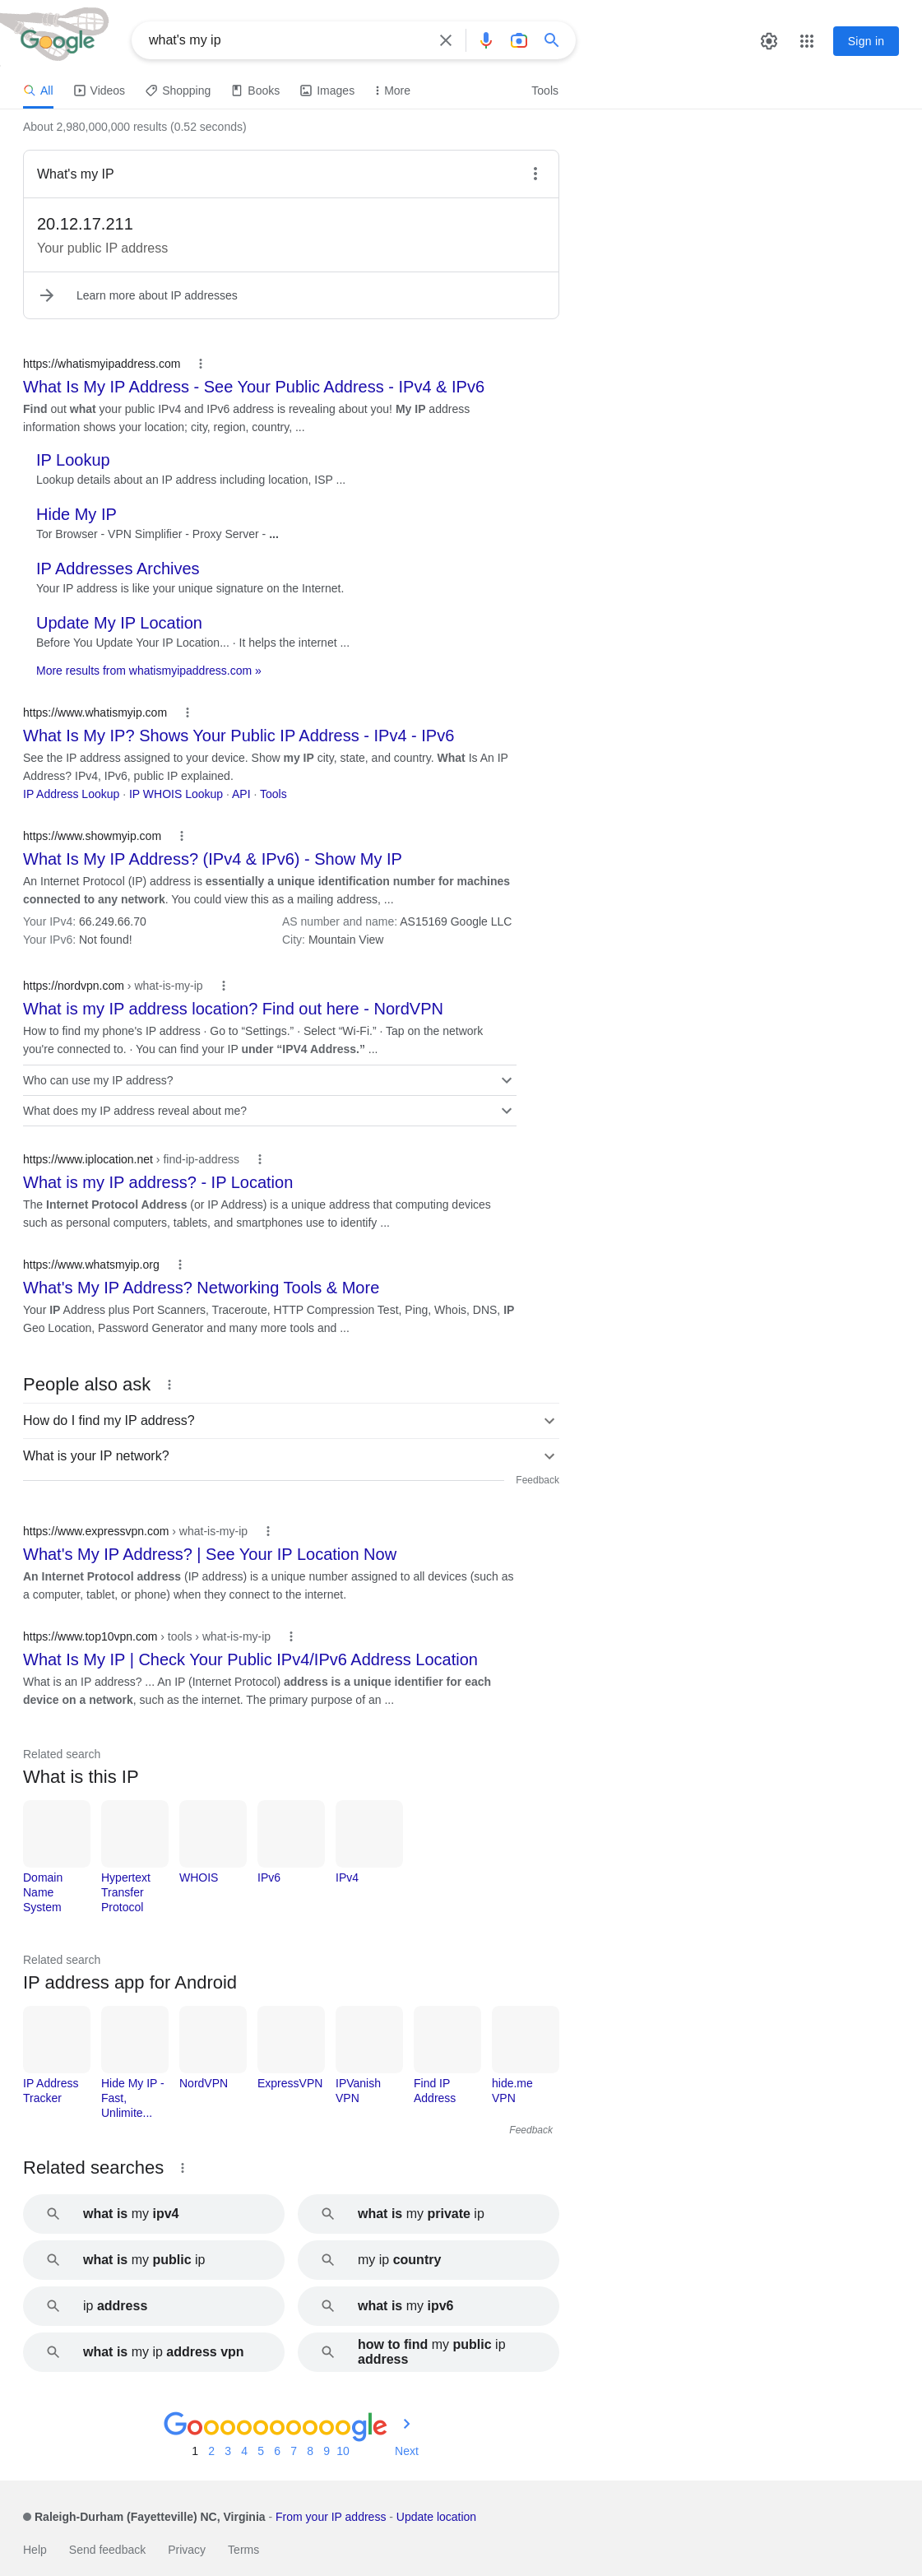 Google
what's my ip
Sign in
All
Videos
Shopping
Books
Images
More
Tools
About 2,980,000,000 results (0.52 seconds)
What's my IP
20.12.17.211
Your public IP address
Learn more about IP addresses
https://whatismyipaddress.com
What Is My IP Address - See Your Public Address - IPv4 & IPv6
Find out what your public IPv4 and IPv6 address is revealing about you! My IP address
information shows your location; city, region, country, ...
IP Lookup
Lookup details about an IP address including location, ISP ...
Hide My IP
Tor Browser - VPN Simplifier - Proxy Server - ...
IP Addresses Archives
Your IP address is like your unique signature on the Internet.
Update My IP Location
Before You Update Your IP Location... · It helps the internet ...
More results from whatismyipaddress.com »
https://www.whatismyip.com
What Is My IP? Shows Your Public IP Address - IPv4 - IPv6
See the IP address assigned to your device. Show my IP city, state, and country. What Is An IP
Address? IPv4, IPv6, public IP explained.
IP Address Lookup · IP WHOIS Lookup · API · Tools
https://www.showmyip.com
What Is My IP Address? (IPv4 & IPv6) - Show My IP
An Internet Protocol (IP) address is essentially a unique identification number for machines
connected to any network. You could view this as a mailing address, ...
Your IPv4: 66.249.66.70
AS number and name: AS15169 Google LLC
Your IPv6: Not found!
City: Mountain View
https://nordvpn.com › what-is-my-ip
What is my IP address location? Find out here - NordVPN
How to find my phone's IP address · Go to “Settings.” · Select “Wi-Fi.” · Tap on the network
you're connected to. · You can find your IP under “IPV4 Address.” ...
Who can use my IP address?
What does my IP address reveal about me?
https://www.iplocation.net › find-ip-address
What is my IP address? - IP Location
The Internet Protocol Address (or IP Address) is a unique address that computing devices
such as personal computers, tablets, and smartphones use to identify ...
https://www.whatsmyip.org
What's My IP Address? Networking Tools & More
Your IP Address plus Port Scanners, Traceroute, HTTP Compression Test, Ping, Whois, DNS, IP
Geo Location, Password Generator and many more tools and ...
People also ask
How do I find my IP address?
What is your IP network?
Feedback
https://www.expressvpn.com › what-is-my-ip
What's My IP Address? | See Your IP Location Now
An Internet Protocol address (IP address) is a unique number assigned to all devices (such as
a computer, tablet, or phone) when they connect to the internet.
https://www.top10vpn.com › tools › what-is-my-ip
What Is My IP | Check Your Public IPv4/IPv6 Address Location
What is an IP address? ... An IP (Internet Protocol) address is a unique identifier for each
device on a network, such as the internet. The primary purpose of an ...
Related search
What is this IP
Domain
Name
System
Hypertext
Transfer
Protocol
WHOIS
IPv6
IPv4
Related search
IP address app for Android
IP Address
Tracker
Hide My IP -
Fast,
Unlimite...
NordVPN
ExpressVPN
IPVanish
VPN
Find IP
Address
hide.me
VPN
Feedback
Related searches
what is my ipv4
what is my private ip
what is my public ip
my ip country
ip address
what is my ipv6
what is my ip address vpn
how to find my public ip
address
Goooooooooogle
1 2 3 4 5 6 7 8 9 10 Next
Raleigh-Durham (Fayetteville) NC, Virginia - From your IP address - Update location
Help
Send feedback
Privacy
Terms